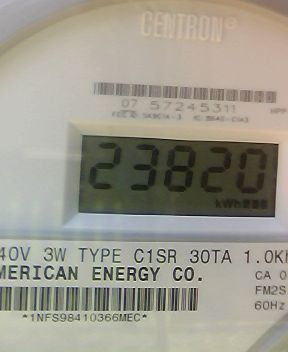 CENTRON®
07 57245311
23820
kWh
40V 3W TYPE C1SR 30TA 1.0Kh
MERICAN ENERGY CO.
CA 0
FM2S
60Hz
*1NFS98410366MEC*